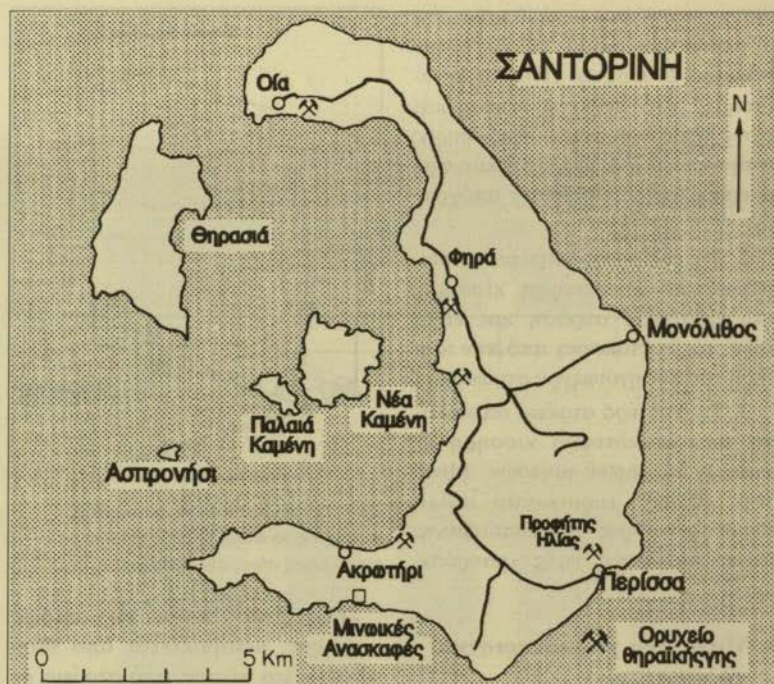 ΣΑΝΤΟΡΙΝΗ
Οία
N
Θηρασιά
Φηρά
Μονόλιθος
Νέα
Καμένη
Παλαιά
Καμένη
Ασπρονήσι
Προφήτης
Ηλίας
Ακρωτήρι
Περίσσα
Μινωικές
Ανασκαφές
Ορυχείο
θηραϊκήςγης
0 5 Km